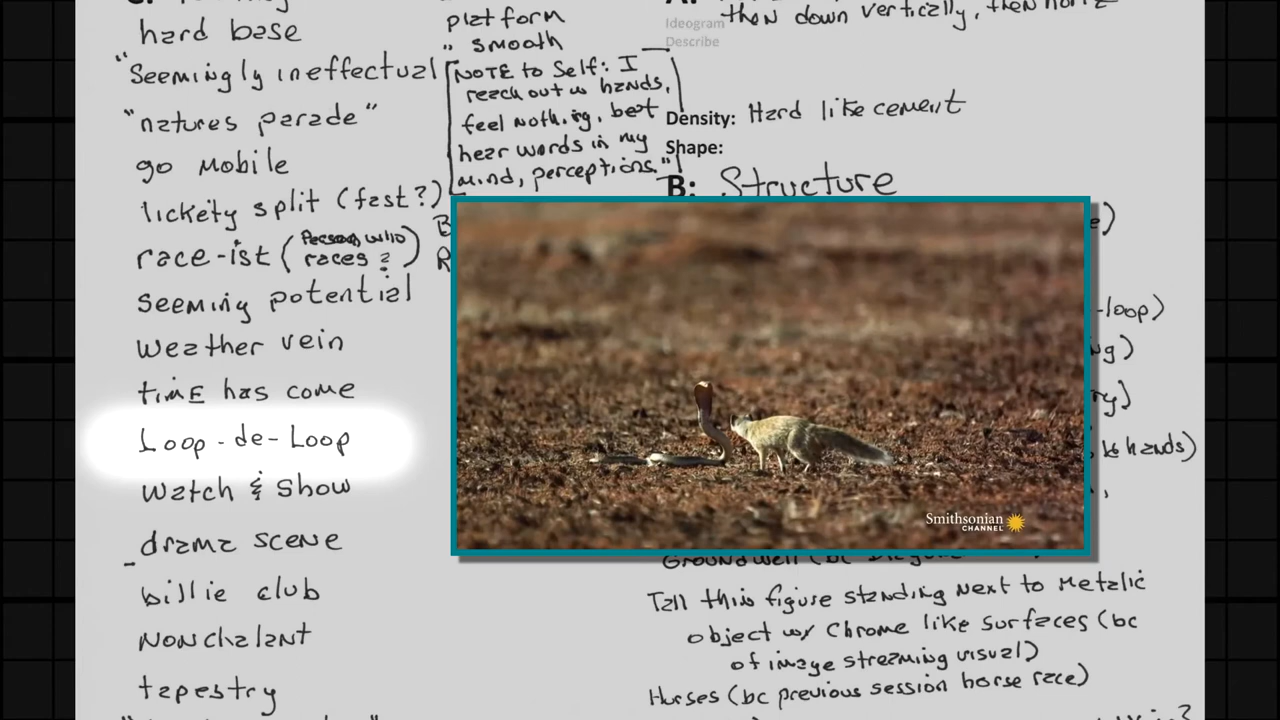 hard base
"Seemingly ineffectual
"natures parade"
go mobile
lickety split (fast?)
race-ist (Person who races?)
seeming potential
weather vein
time has come
Loop-de-Loop
watch & show
drama scene
billie club
nonchalant
tapestry
platform
" smooth
NOTE to Self: I
reach out w hands,
feel nothing, bet
hear words in my
mind, perceptions."
then down vertically, then
Ideogram
Describe
Density: Hard like cement
Shape:
B: Structure
-loop)
hands)
Smithsonian
CHANNEL
Tall this figure standing next to Metalic
object w/ Chrome like surfaces (bc
of image streaming visual)
Horses (bc previous session horse race)